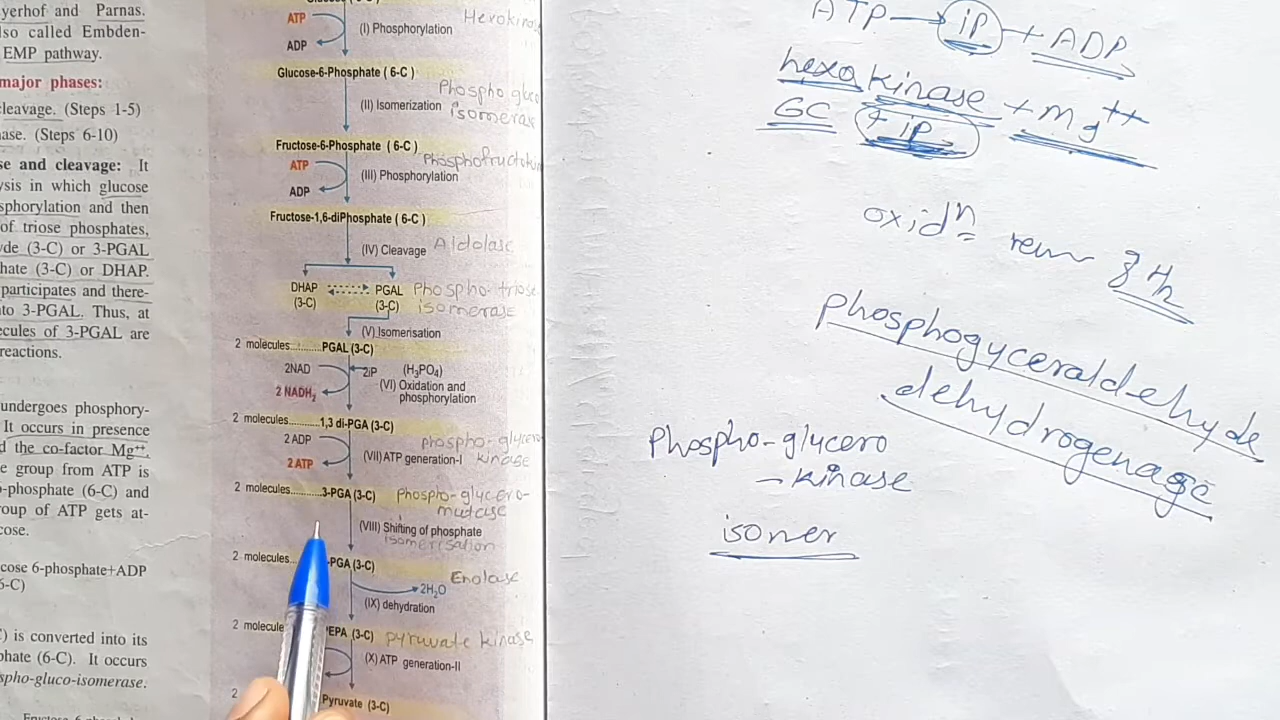 yerhof and Parnas.
lso called Embden-
EMP pathway.
major phases:
cleavage. (Steps 1-5)
ase. (Steps 6-10)
se and cleavage: It
ysis in which glucose
sphorylation and then
of triose phosphates,
yde (3-C) or 3-PGAL
hate (3-C) or DHAP.
participates and there-
nto 3-PGAL. Thus, at
ecules of 3-PGAL are
reactions.
undergoes phosphory-
It occurs in presence
d the co-factor Mg++.
e group from ATP is
-phosphate (6-C) and
roup of ATP gets at-
cose.
cose 6-phosphate+ADP
6-C)
C) is converted into its
phate (6-C). It occurs
spho-gluco-isomerase.
ATP
ADP
(I) Phosphorylation
Hexokinas
Glucose-6-Phosphate ( 6-C )
(II) Isomerization
Phospho gluco
isomerase
Fructose-6-Phosphate ( 6-C )
Phosphofructokin
ATP
ADP
(III) Phosphorylation
Fructose-1,6-diPhosphate ( 6-C )
(IV) Cleavage
Aldolase
DHAP
(3-C)
PGAL
(3-C)
Phospho-triose
isomerase
(V) Isomerisation
2 molecules...........PGAL (3-C)
2NAD
2 NADH2
2iP
(H3PO4)
(VI) Oxidation and
phosphorylation
2 molecules...........1,3 di-PGA (3-C)
2 ADP
2 ATP
(VII) ATP generation-I
phospho-glycero
kinase
2 molecules...........3-PGA (3-C)
Phospho-glycero-
mutase
(VIII) Shifting of phosphate
isomerisation
2 molecules..
-PGA (3-C)
Enolase
2H2O
(IX) dehydration
2 molecule
PEPA (3-C)
pyruvate kinase
(X) ATP generation-II
2
Pyruvate (3-C)
ATP → iP + ADP
hexokinase + Mg++
6C + iP
oxidn = rem 2H2
Phosphogyceraldehyde
dehydrogenase
Phospho-glycero
-kinase
isomer